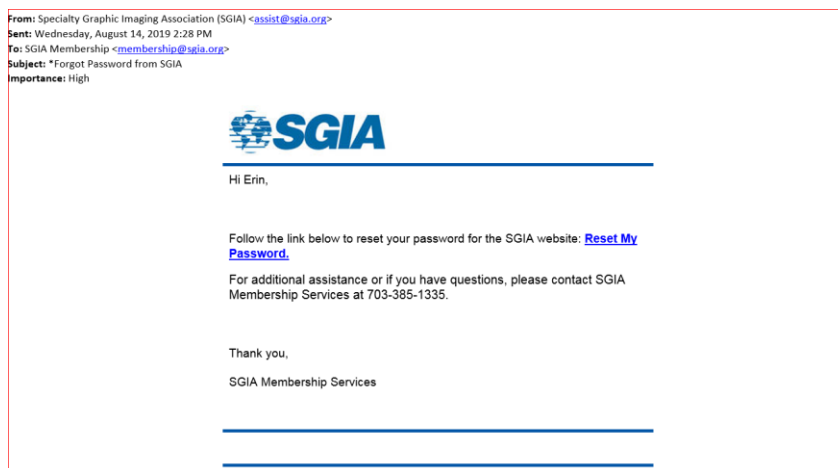 From: Specialty Graphic Imaging Association (SGIA) <assist@sgia.org>
Sent: Wednesday, August 14, 2019 2:28 PM
To: SGIA Membership <membership@sgia.org>
Subject: *Forgot Password from SGIA
Importance: High
SGIA
Hi Erin,
Follow the link below to reset your password for the SGIA website: Reset My
Password.
For additional assistance or if you have questions, please contact SGIA
Membership Services at 703-385-1335.
Thank you,
SGIA Membership Services